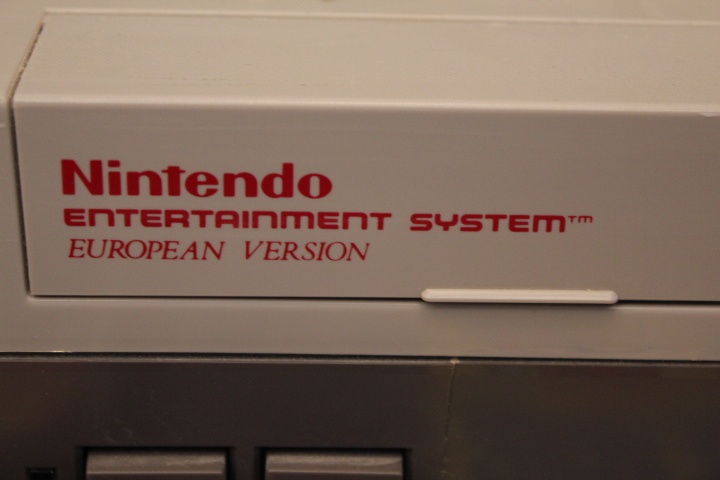 Nintendo
ENTERTAINMENT SYSTEM™
EUROPEAN VERSION